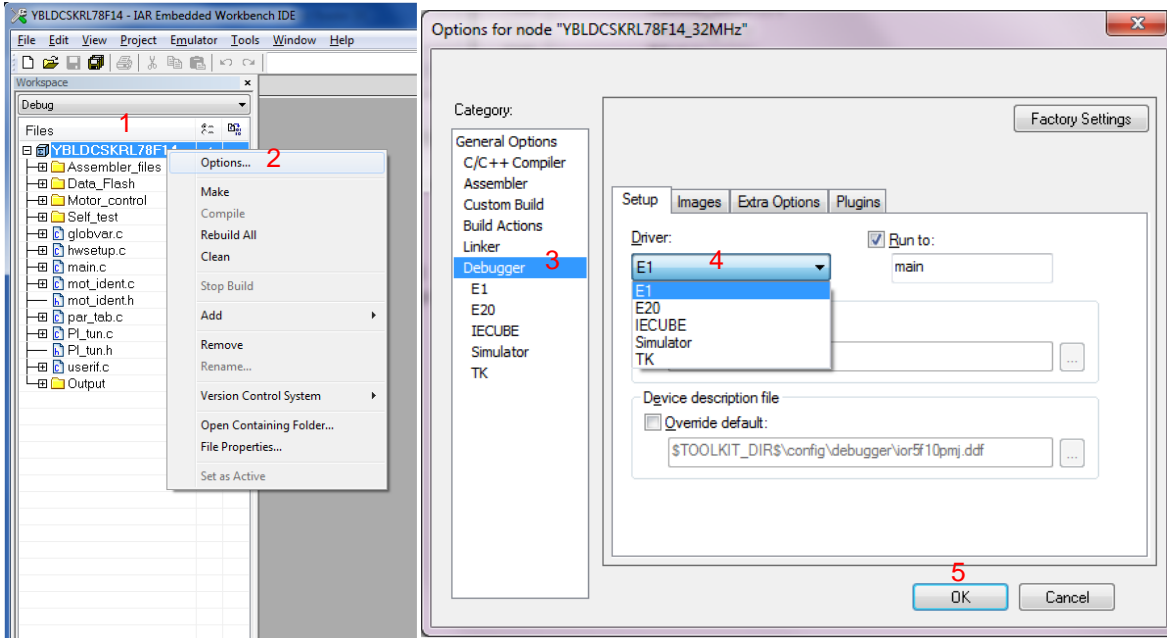 YBLDCSKRL78F14 - IAR Embedded Workbench IDE
File Edit View Project Emulator Tools Window Help
Workspace ×
Debug
1
Files
YBLDCSKRL78F14
Assembler_files
Data_Flash
Motor_control
Self_test
globvar.c
hwsetup.c
main.c
mot_ident.c
mot_ident.h
par_tab.c
PI_tun.c
PI_tun.h
userif.c
Output
Options... 2
Make
Compile
Rebuild All
Clean
Stop Build
Add
Remove
Rename...
Version Control System
Open Containing Folder...
File Properties...
Set as Active
Options for node "YBLDCSKRL78F14_32MHz"
Category:
General Options
C/C++ Compiler
Assembler
Custom Build
Build Actions
Linker
Debugger 3
E1
E20
IECUBE
Simulator
TK
Factory Settings
Setup Images Extra Options Plugins
Driver:
E1 4
E1
E20
IECUBE
Simulator
TK
Run to:
main
...
Device description file
Override default:
$TOOLKIT_DIR$\config\debugger\ior5f10pmj.ddf ...
5
OK Cancel